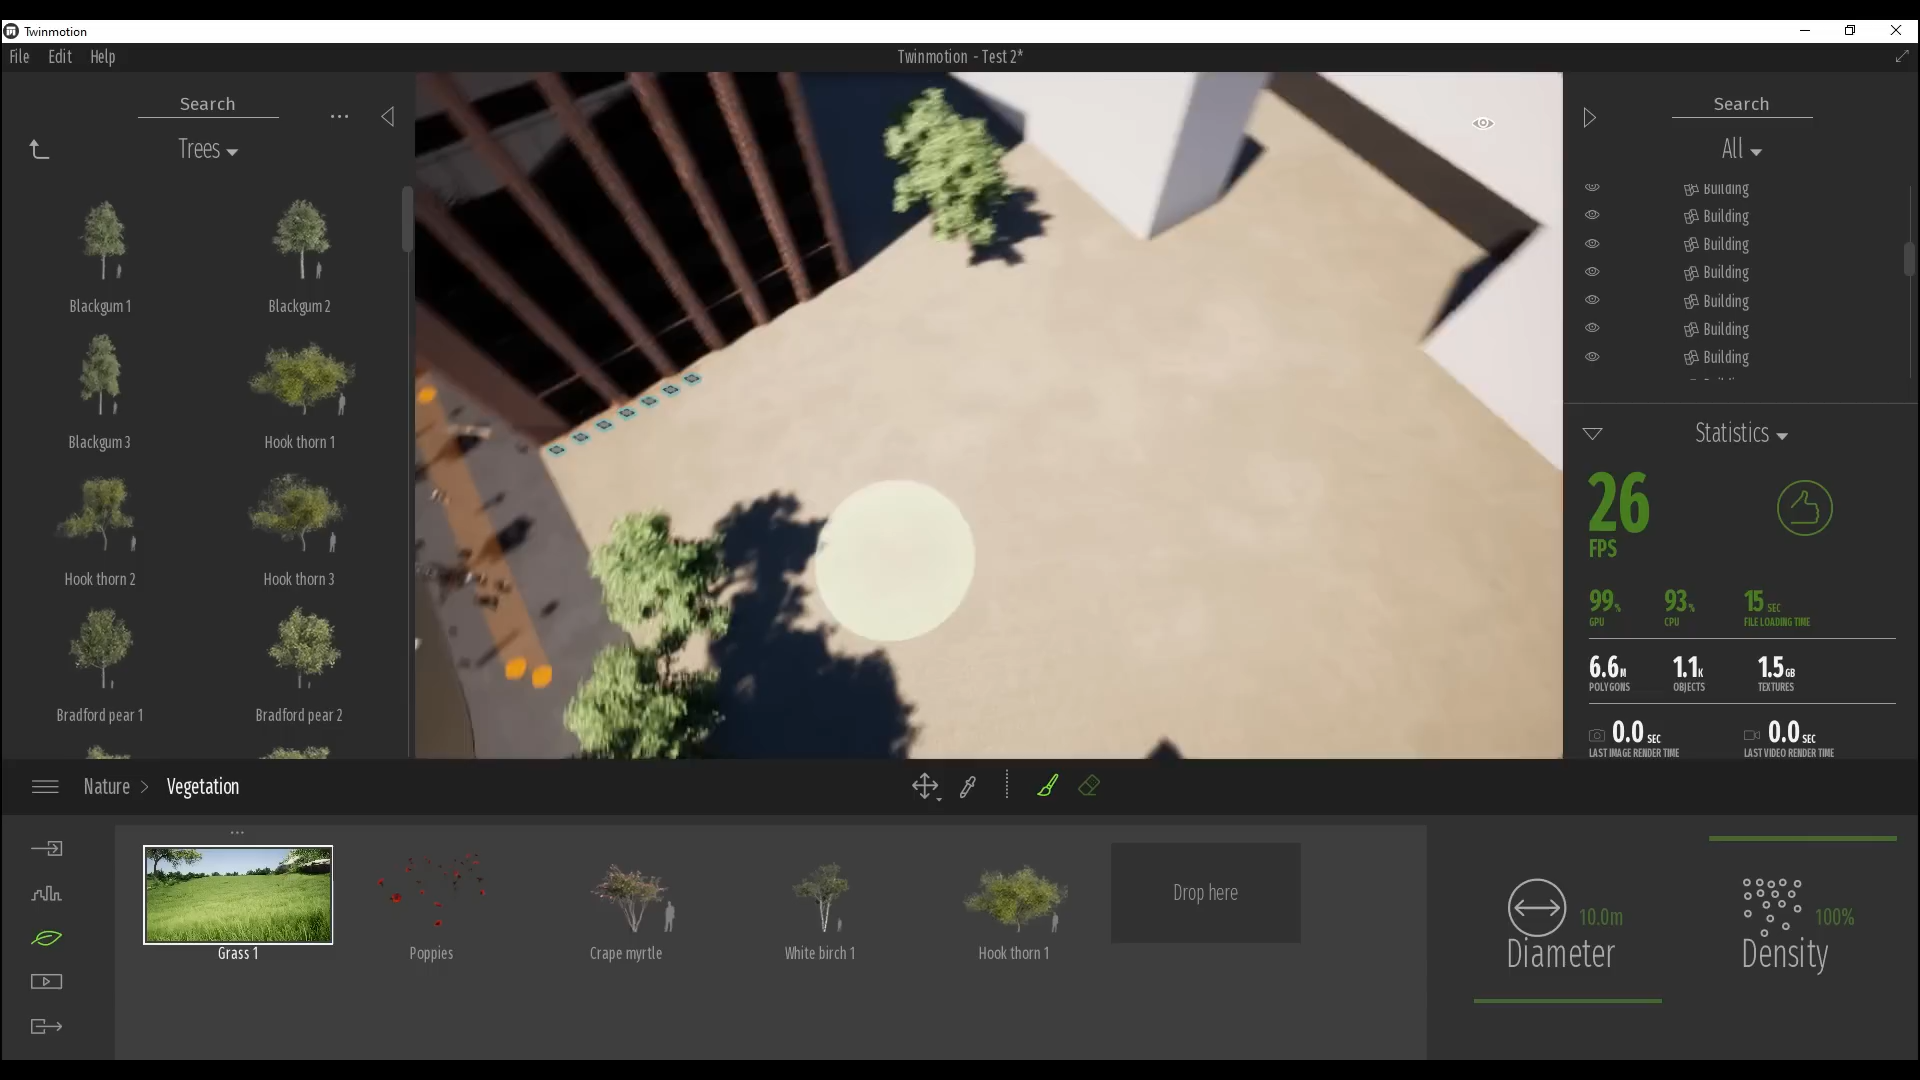 Twinmotion
File Edit Help
Twinmotion - Test 2*
Search
...
Trees
Blackgum 1
Blackgum 2
Blackgum 3
Hook thorn 1
Hook thorn 2
Hook thorn 3
Bradford pear 1
Bradford pear 2
Search
All
Building
Building
Building
Building
Building
Building
Building
Statistics
26
FPS
99%
GPU
93%
CPU
15 SEC
FILE LOADING TIME
6.6M
POLYGONS
1.1K
OBJECTS
1.5GB
TEXTURES
0.0 SEC
LAST IMAGE RENDER TIME
0.0 SEC
LAST VIDEO RENDER TIME
Nature > Vegetation
...
Grass 1
Poppies
Crape myrtle
White birch 1
Hook thorn 1
Drop here
10.0m
Diameter
100%
Density